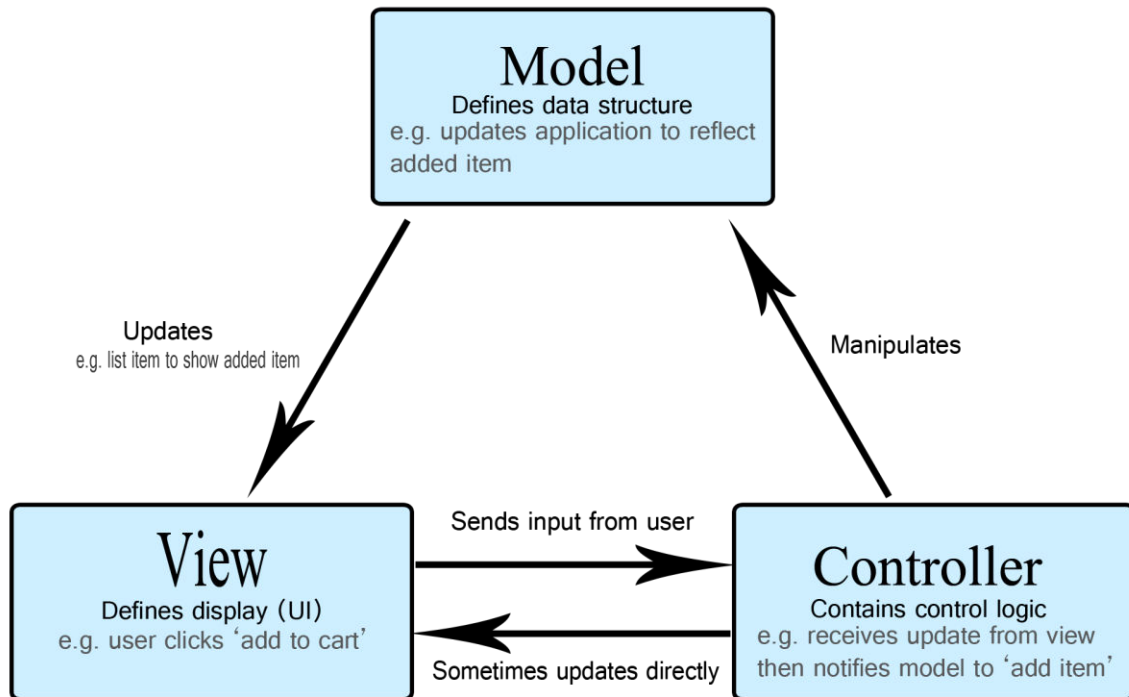 Model
Defines data structure
e.g. updates application to reflect
added item
Updates
e.g. list item to show added item
Manipulates
View
Defines display (UI)
e.g. user clicks ‘add to cart’
Sends input from user
Sometimes updates directly
Controller
Contains control logic
e.g. receives update from view
then notifies model to ‘add item’